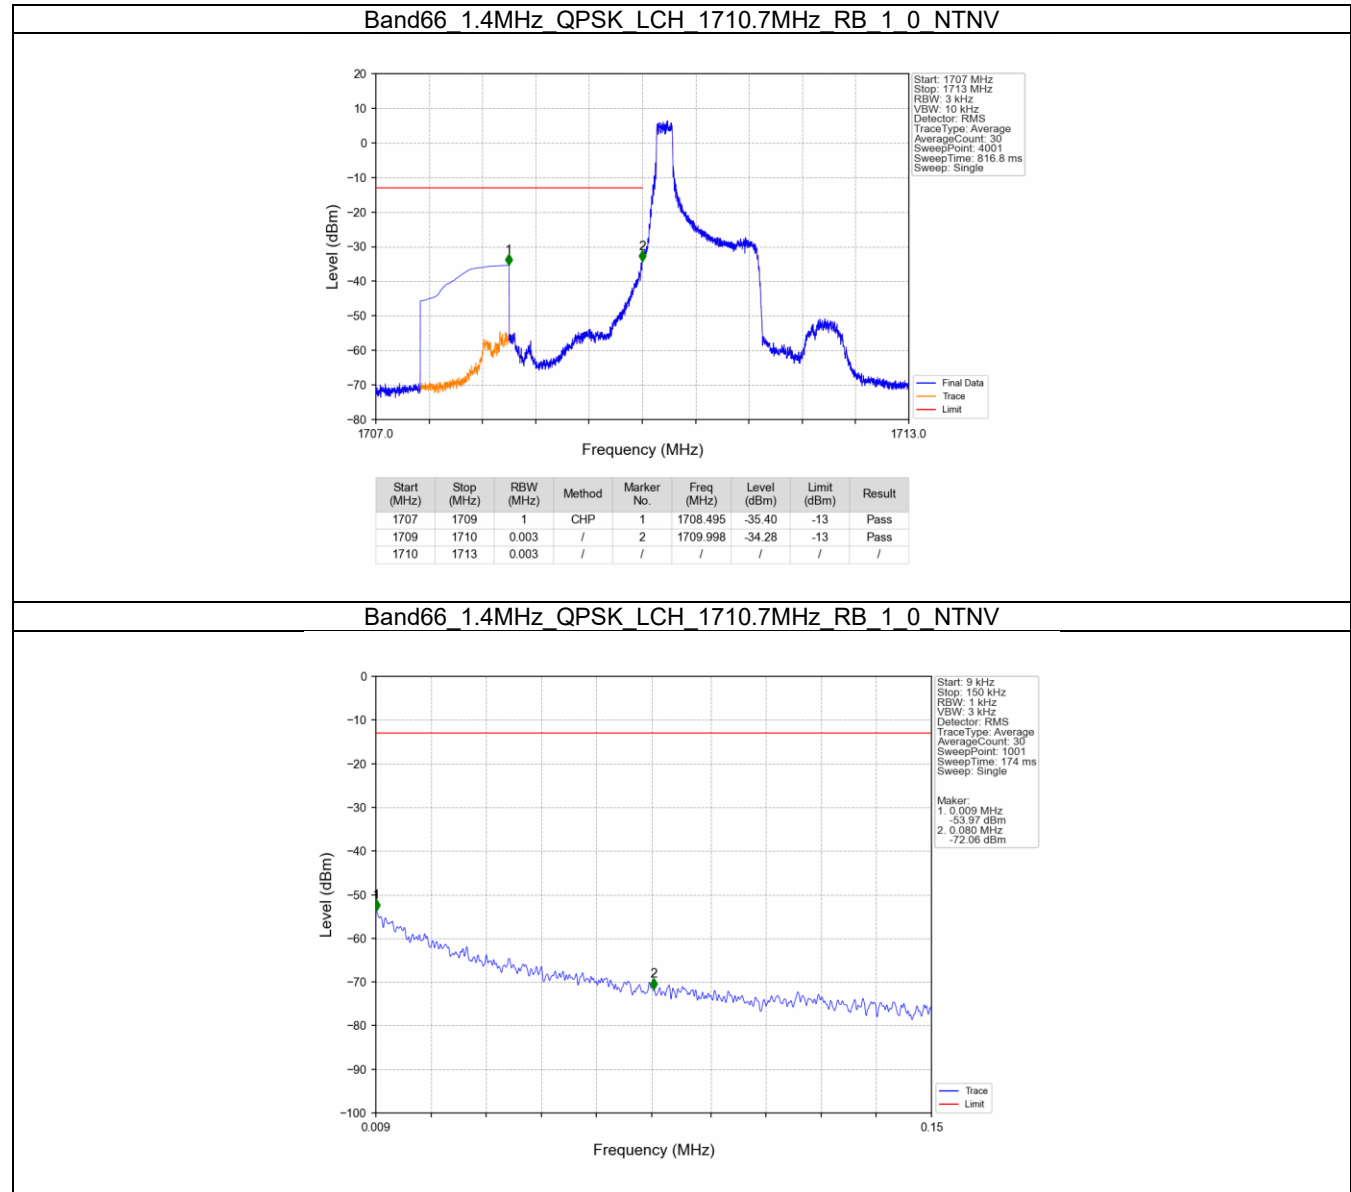 Band66_1.4MHz_QPSK_LCH_1710.7MHz_RB_1_0_NTNV
20
10
0
−10
−20
−30
−40
−50
−60
−70
−80
Level (dBm)
1
2
1707.0
1713.0
Frequency (MHz)
Start: 1707 MHz
Stop: 1713 MHz
RBW: 3 kHz
VBW: 10 kHz
Detector: RMS
TraceType: Average
AverageCount: 30
SweepPoint: 4001
SweepTime: 816.8 ms
Sweep: Single
Final Data
Trace
Limit
Start (MHz) Stop (MHz) RBW (MHz) Method Marker No. Freq (MHz) Level (dBm) Limit (dBm) Result
1707 1709 1 CHP 1 1708.495 -35.40 -13 Pass
1709 1710 0.003 / 2 1709.998 -34.28 -13 Pass
1710 1713 0.003 / / / / / /
Band66_1.4MHz_QPSK_LCH_1710.7MHz_RB_1_0_NTNV
0
−10
−20
−30
−40
−50
−60
−70
−80
−90
−100
Level (dBm)
1
2
0.009
0.15
Frequency (MHz)
Start: 9 kHz
Stop: 150 kHz
RBW: 1 kHz
VBW: 3 kHz
Detector: RMS
TraceType: Average
AverageCount: 30
SweepPoint: 1001
SweepTime: 174 ms
Sweep: Single
Maker:
1. 0.009 MHz
-53.97 dBm
2. 0.080 MHz
-72.06 dBm
Trace
Limit